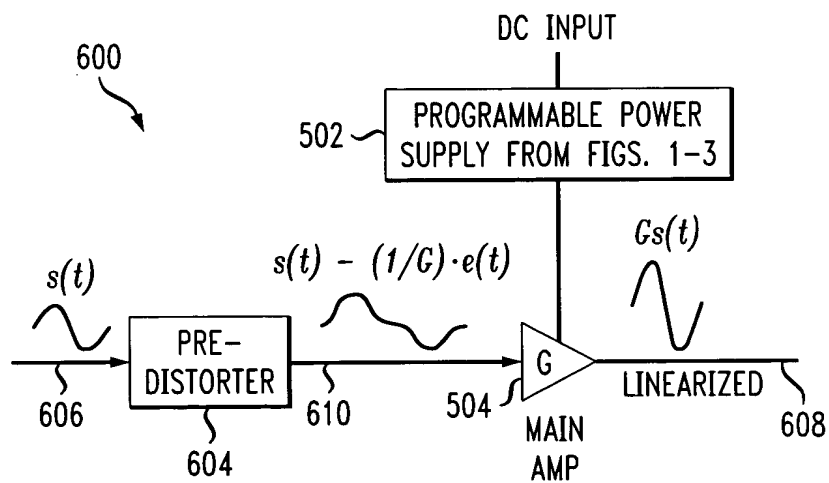 DC INPUT
600
502
PROGRAMMABLE POWER
SUPPLY FROM FIGS. 1-3
Gs(t)
s(t)
s(t) - (1/G)·e(t)
PRE-
DISTORTER
G
LINEARIZED
606
604
610
504
608
MAIN
AMP